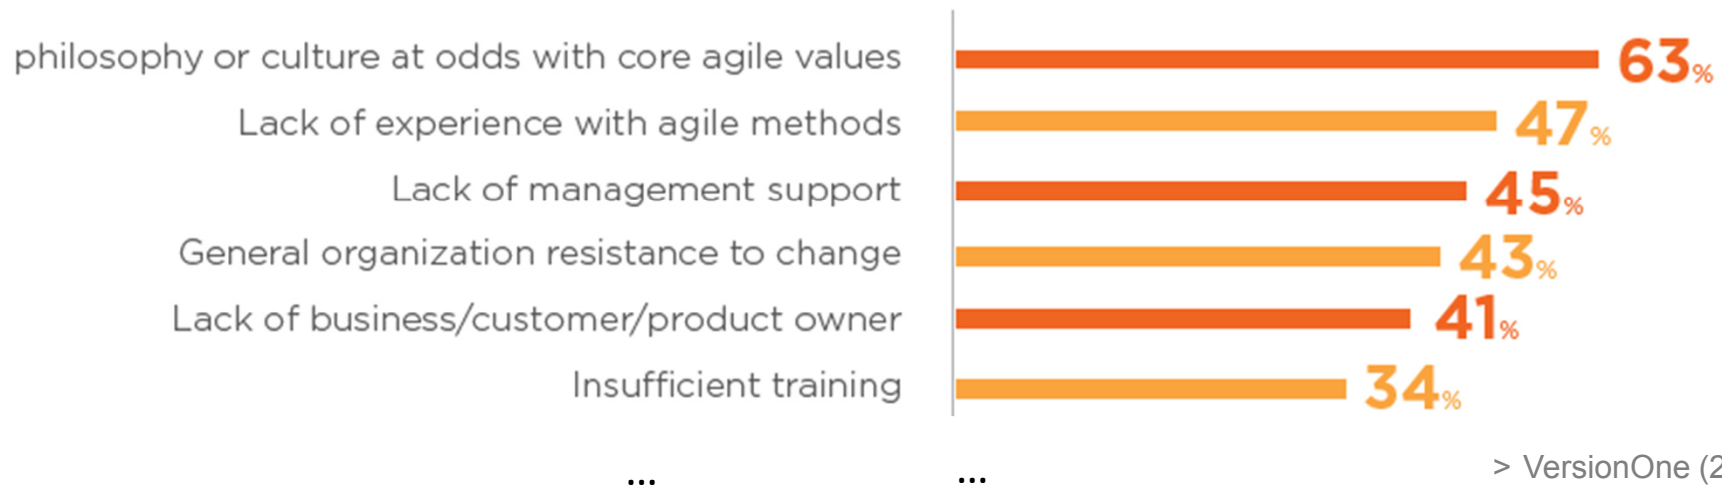 philosophy or culture at odds with core agile values 63%
Lack of experience with agile methods 47%
Lack of management support 45%
General organization resistance to change 43%
Lack of business/customer/product owner 41%
Insufficient training 34%
... ...
> VersionOne (2